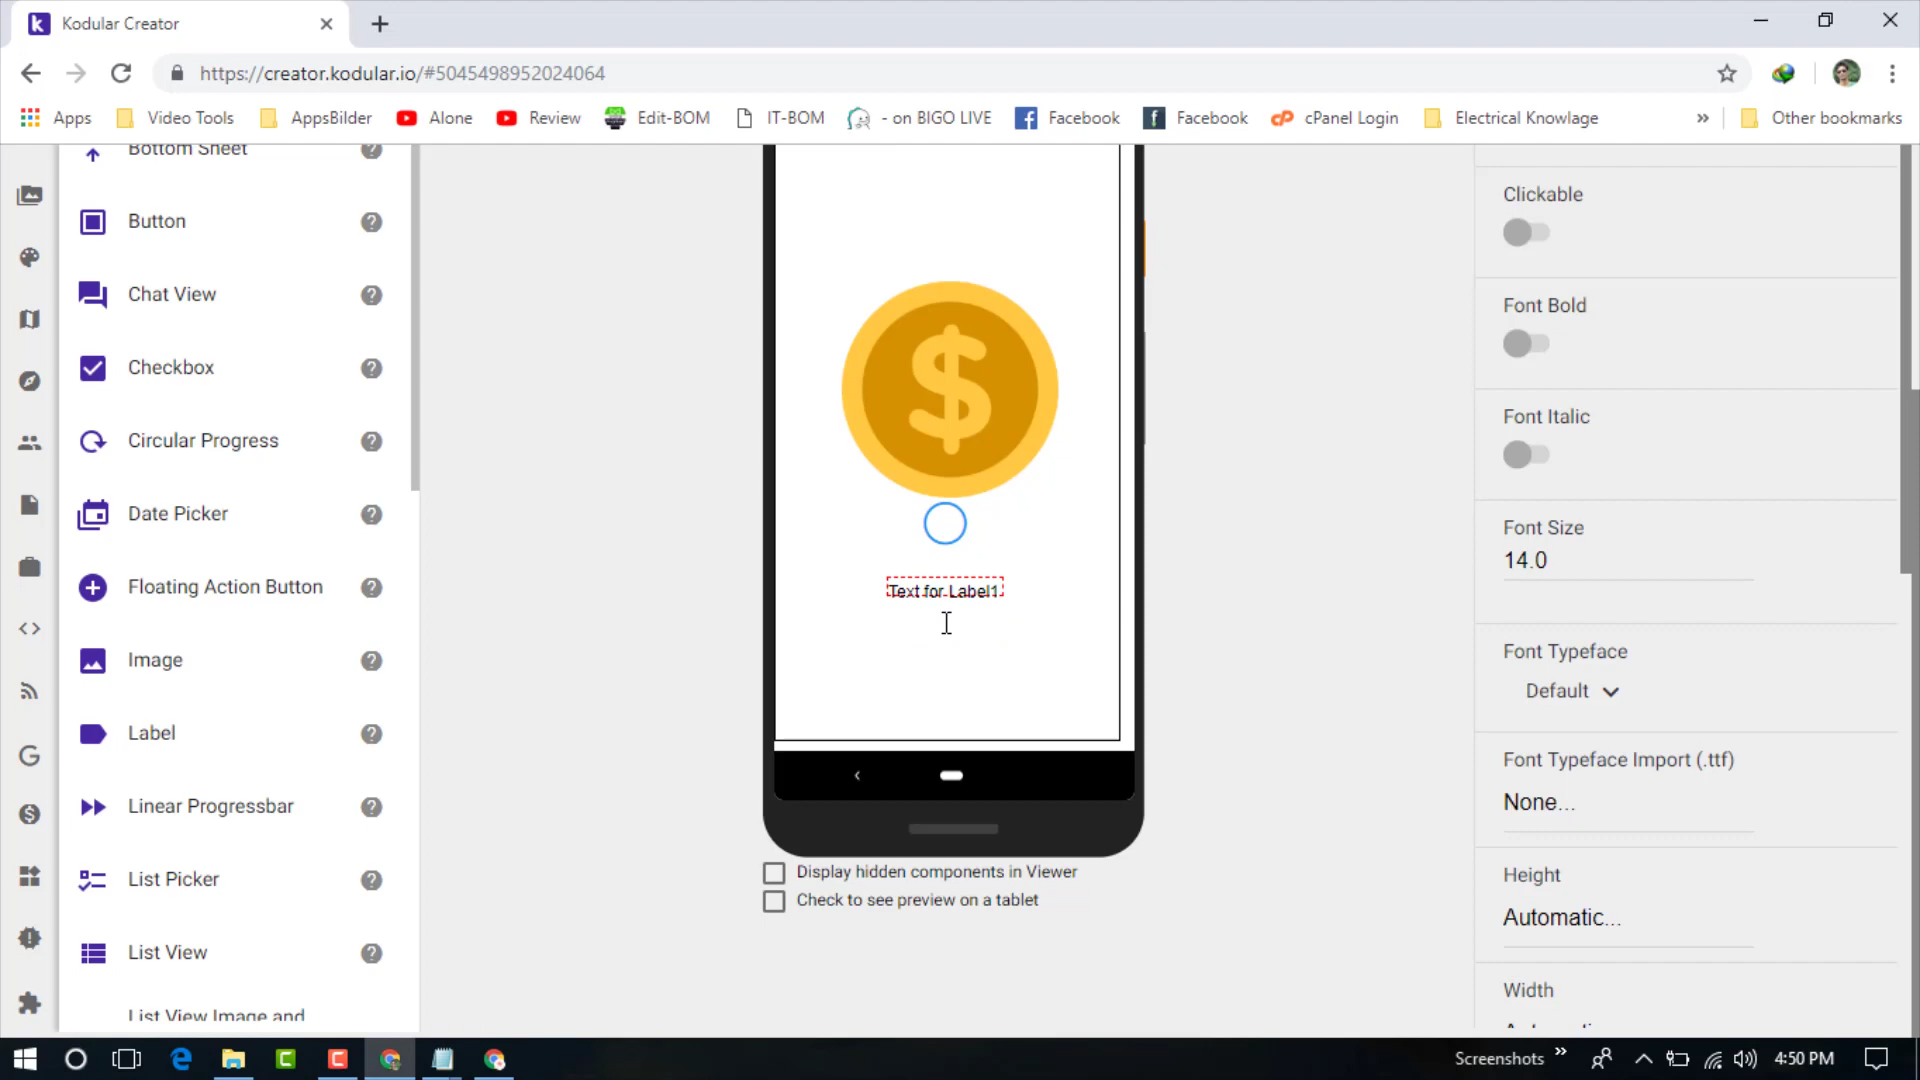 Kodular Creator
https://creator.kodular.io/#5045498952024064
Apps
Video Tools
AppsBilder
Alone
Review
Edit-BOM
IT-BOM
- on BIGO LIVE
Facebook
Facebook
cPanel Login
Electrical Knowlage
»
Other bookmarks
Bottom Sheet
Button
Chat View
Checkbox
Circular Progress
Date Picker
Floating Action Button
Image
Label
Linear Progressbar
List Picker
List View
List View Image and
$
Text for Label1
Display hidden components in Viewer
Check to see preview on a tablet
Clickable
Font Bold
Font Italic
Font Size
14.0
Font Typeface
Default
Font Typeface Import (.ttf)
None...
Height
Automatic...
Width
Screenshots
»
4:50 PM